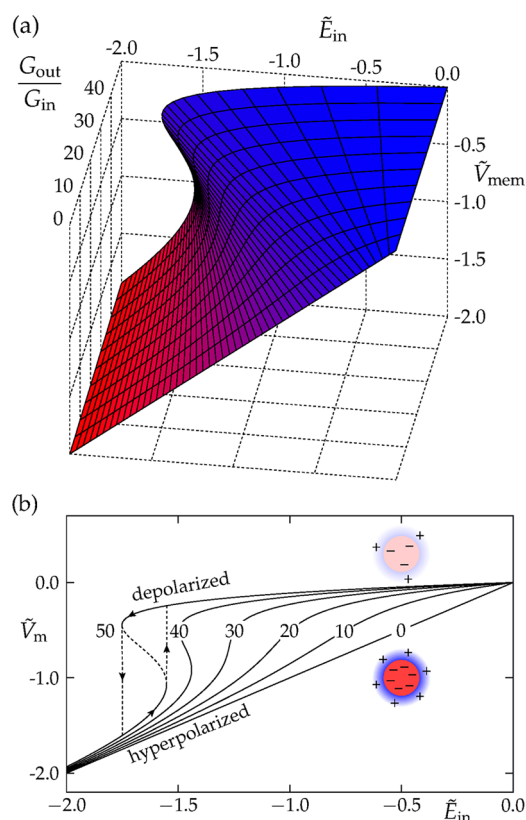 (a)
Ẽin
-2.0 -1.5 -1.0 -0.5 0.0
Gout
Gin
40
30
20
10
0
-0.5
Ṽmem
-1.0
-1.5
-2.0
(b)
0.0
Ṽm
-1.0
-2.0
depolarized
50 40 30 20 10 0
hyperpolarized
+ + + +
− − −
+ + + + + + + +
− − − − − − − −
−2.0 −1.5 −1.0 −0.5 Ẽin 0.0